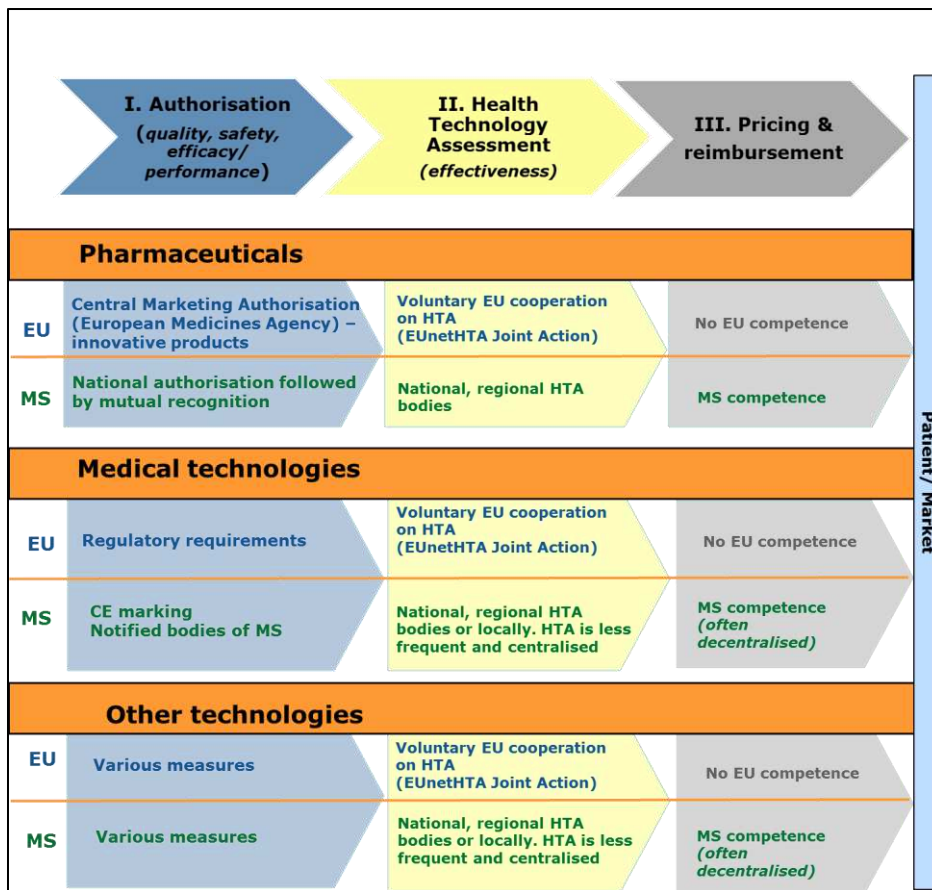 I. Authorisation
(quality, safety,
efficacy/
performance)
II. Health
Technology
Assessment
(effectiveness)
III. Pricing &
reimbursement
Pharmaceuticals
EU
Central Marketing Authorisation
(European Medicines Agency) –
innovative products
Voluntary EU cooperation
on HTA
(EUnetHTA Joint Action)
No EU competence
MS
National authorisation followed
by mutual recognition
National, regional HTA
bodies
MS competence
Medical technologies
EU
Regulatory requirements
Voluntary EU cooperation
on HTA
(EUnetHTA Joint Action)
No EU competence
MS
CE marking
Notified bodies of MS
National, regional HTA
bodies or locally. HTA is less
frequent and centralised
MS competence
(often
decentralised)
Other technologies
EU
Various measures
Voluntary EU cooperation
on HTA
(EUnetHTA Joint Action)
No EU competence
MS
Various measures
National, regional HTA
bodies or locally. HTA is less
frequent and centralised
MS competence
(often
decentralised)
Patient/ Market